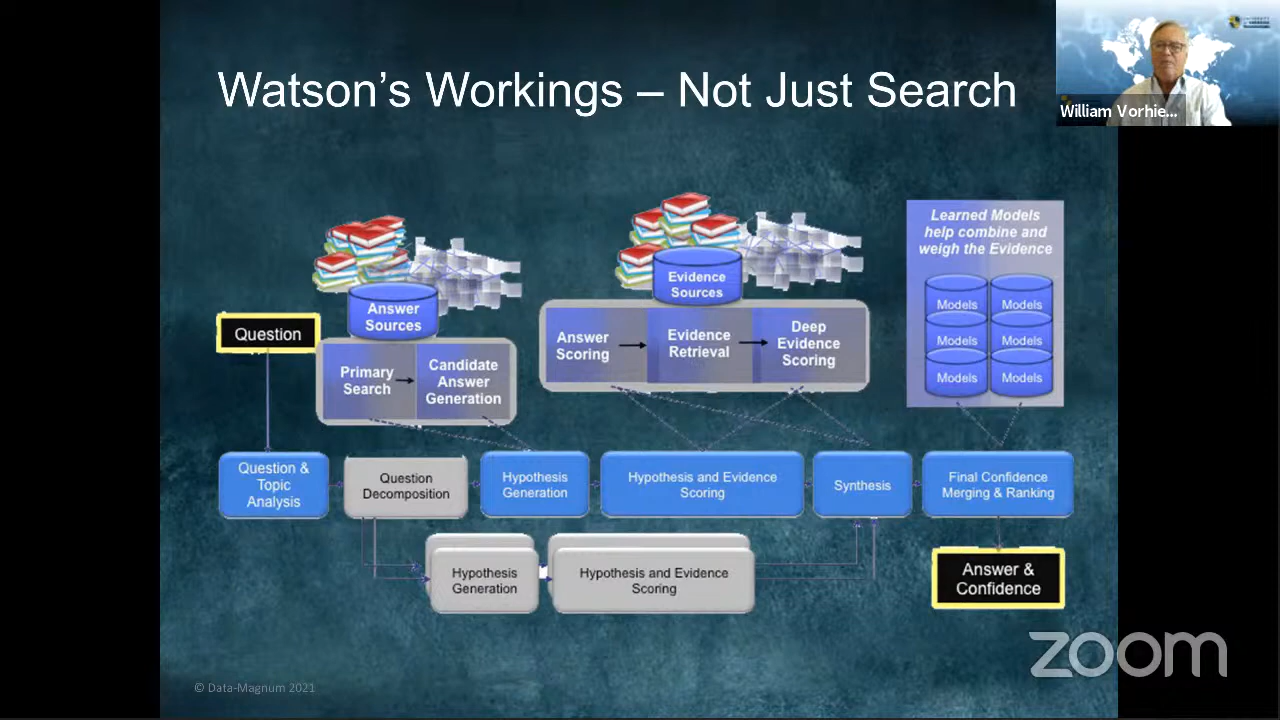 Watson's Workings – Not Just Search
William Vorhie...
Learned Models
help combine and
weigh the Evidence
Answer
Sources
Evidence
Sources
Models
Models
Models
Models
Models
Models
Question
Primary
Search
Candidate
Answer
Generation
Answer
Scoring
Evidence
Retrieval
Deep
Evidence
Scoring
Question &
Topic
Analysis
Question
Decomposition
Hypothesis
Generation
Hypothesis and Evidence
Scoring
Synthesis
Final Confidence
Merging & Ranking
Hypothesis
Generation
Hypothesis and Evidence
Scoring
Answer &
Confidence
© Data-Magnum 2021
zoom